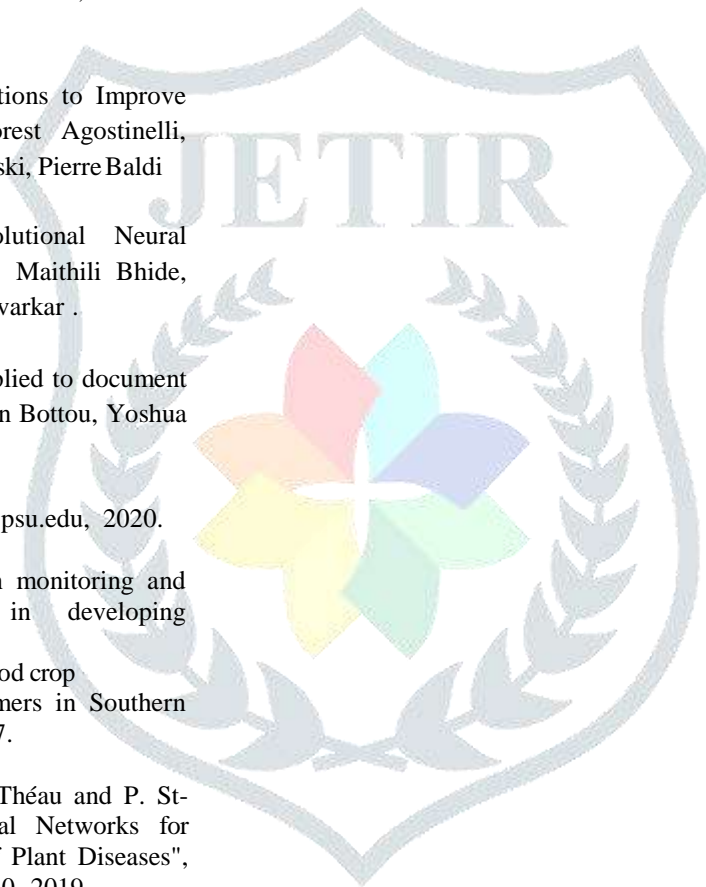 tions to Improve
orest Agostinelli,
ski, Pierre Baldi
JETIR
olutional Neural
Maithili Bhide,
varkar .
plied to document
n Bottou, Yoshua
psu.edu, 2020.
n monitoring and
in developing
od crop
mers in Southern
7.
Théau and P. St-
al Networks for
f Plant Diseases",
0, 2019